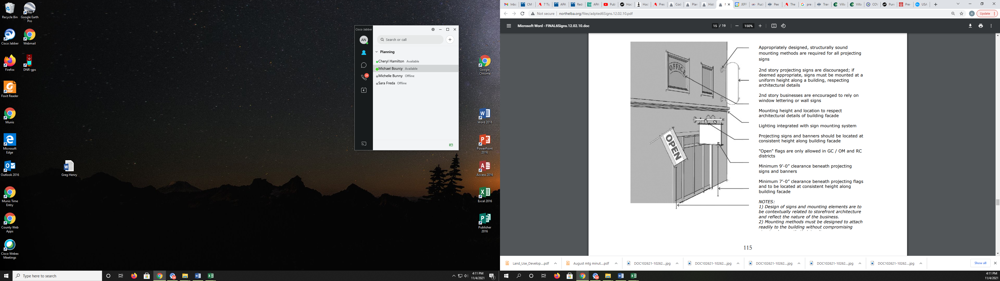 Recycle Bin
Google Earth
Pro
Cisco Jabber
Webmail
Firefox
DNR-gps
Foxit Reader
Munis
Microsoft
Edge
Outlook 2016
Greg Henry
Munis Time
Entry
County Web
Apps
Cisco Webex
Meetings
Cisco Jabber
AN
Search or call
Planning
Cheryl Hamilton Available
Michael Bourcy Available
24
Michelle Bunny Offline
Sara Freda Offline
4
Google
Chrome
Word 2016
PowerPoint
2016
Access 2016
Excel 2016
Publisher
2016
Type here to search
24
4:11 PM
11/4/2021
1
Inbo
CM
7 Tip
APA
Red
APA
Pub
Ho
Ho
Pres
Cod
Plan
Hist
JEFF
Puci
Pee
The
pre
Tran
Villa
Villa
COV
Pure
Pre-
USA
Not secure
northelba.org/files/adpted6Signs.12.02.10.pdf
A
Update
Microsoft Word - FINAL6Signs.12.02.10.doc
15 / 19
150%
OFFICE
OPEN
Appropriately designed, structurally sound
mounting methods are required for all projecting
signs
2nd story projecting signs are discouraged; if
deemed appropriate, signs must be mounted at a
uniform height along a building, respecting
architectural details
2nd story businesses are encouraged to rely on
window lettering or wall signs
Mounting height and location to respect
architectural details of building facade
Lighting integrated with sign mounting system
Projecting signs and banners should be located at
consistent height along building facade
"Open" flags are only allowed in GC / OM and RC
districts
Minimum 9’-0” clearance beneath projecting
signs and banners
Minimum 7’-0” clearance beneath projecting flags
and to be located at consistent height along
building facade
NOTES:
1) Design of signs and mounting elements are to
be contextually related to storefront architecture
and reflect the nature of the business.
2) Mounting methods must be designed to attach
readily to the building without compromising
115
Land_Use_Develop....pdf
August mtg minut....pdf
DOC102621-10262....jpg
DOC102621-10262....jpg
DOC102621-10262....jpg
DOC102621-10262....jpg
DOC102621-10262....jpg
Show all
24
4:11 PM
11/4/2021